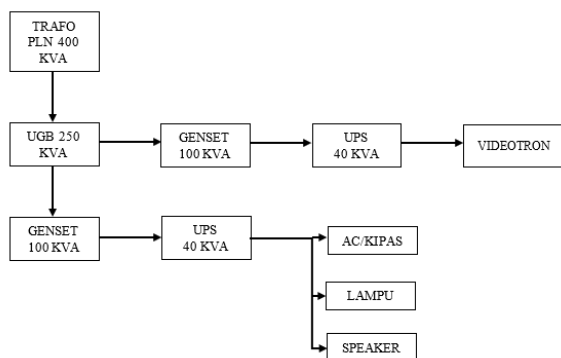 TRAFO
PLN 400
KVA
UGB 250
KVA
GENSET
100 KVA
UPS
40 KVA
VIDEOTRON
GENSET
100 KVA
UPS
40 KVA
AC/KIPAS
LAMPU
SPEAKER